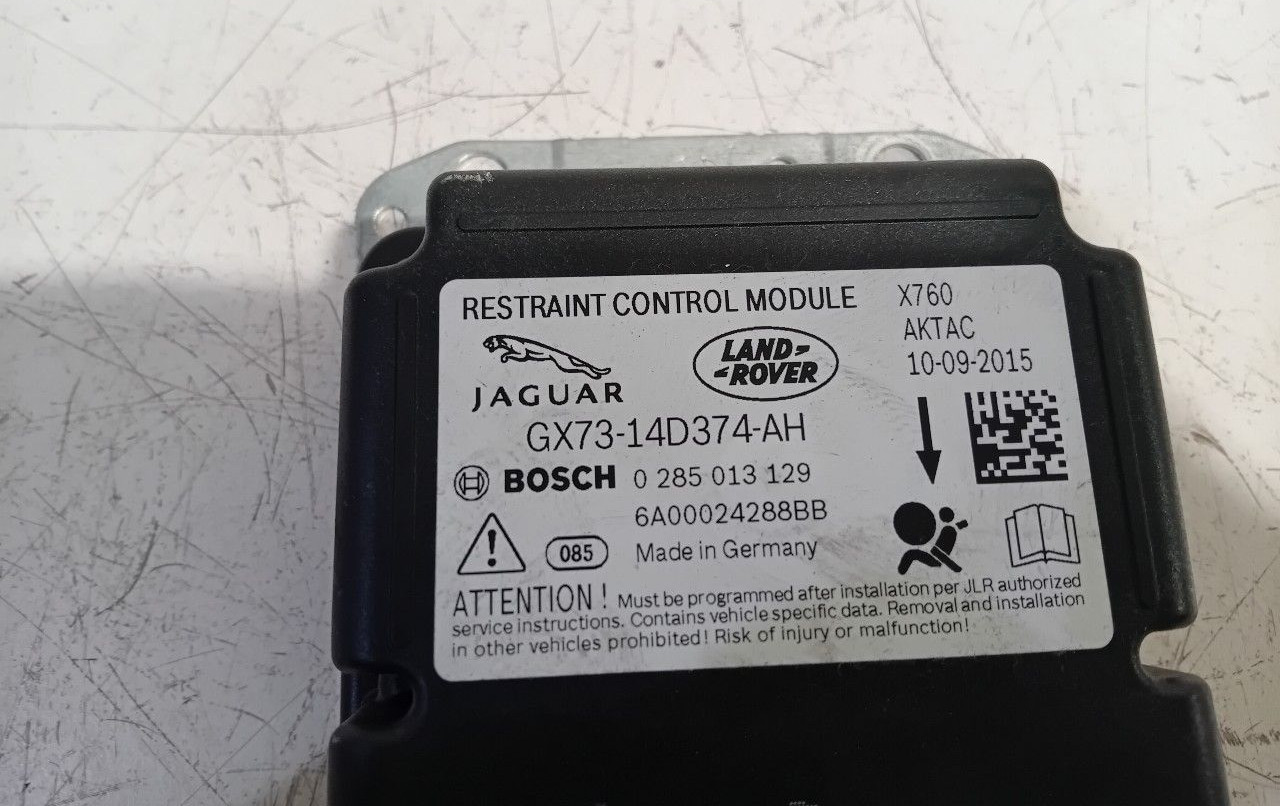 RESTRAINT CONTROL MODULE
X760
AKTAC
10-09-2015
JAGUAR
LAND-
-ROVER
GX73-14D374-AH
BOSCH 0 285 013 129
6A00024288BB
085 Made in Germany
ATTENTION! Must be programmed after installation per JLR authorized
service instructions. Contains vehicle specific data. Removal and installation
in other vehicles prohibited! Risk of injury or malfunction!